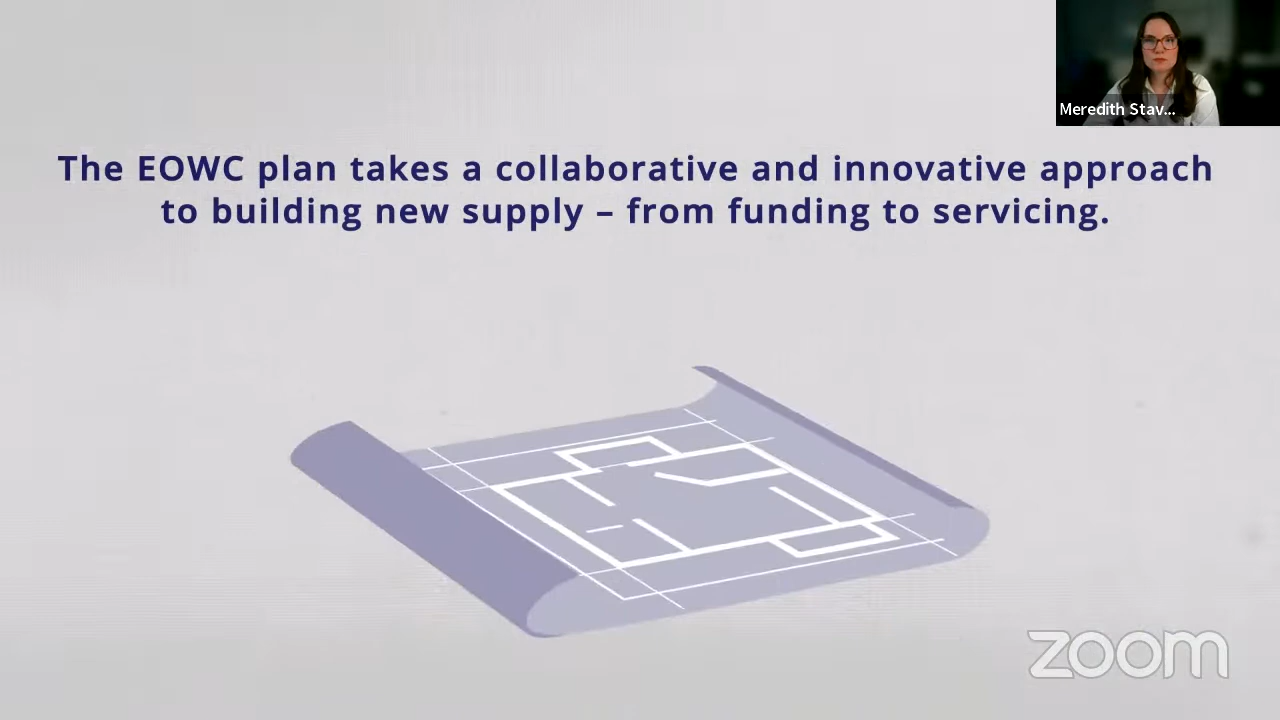 Meredith Stav...
The EOWC plan takes a collaborative and innovative approach
to building new supply – from funding to servicing.
zoom